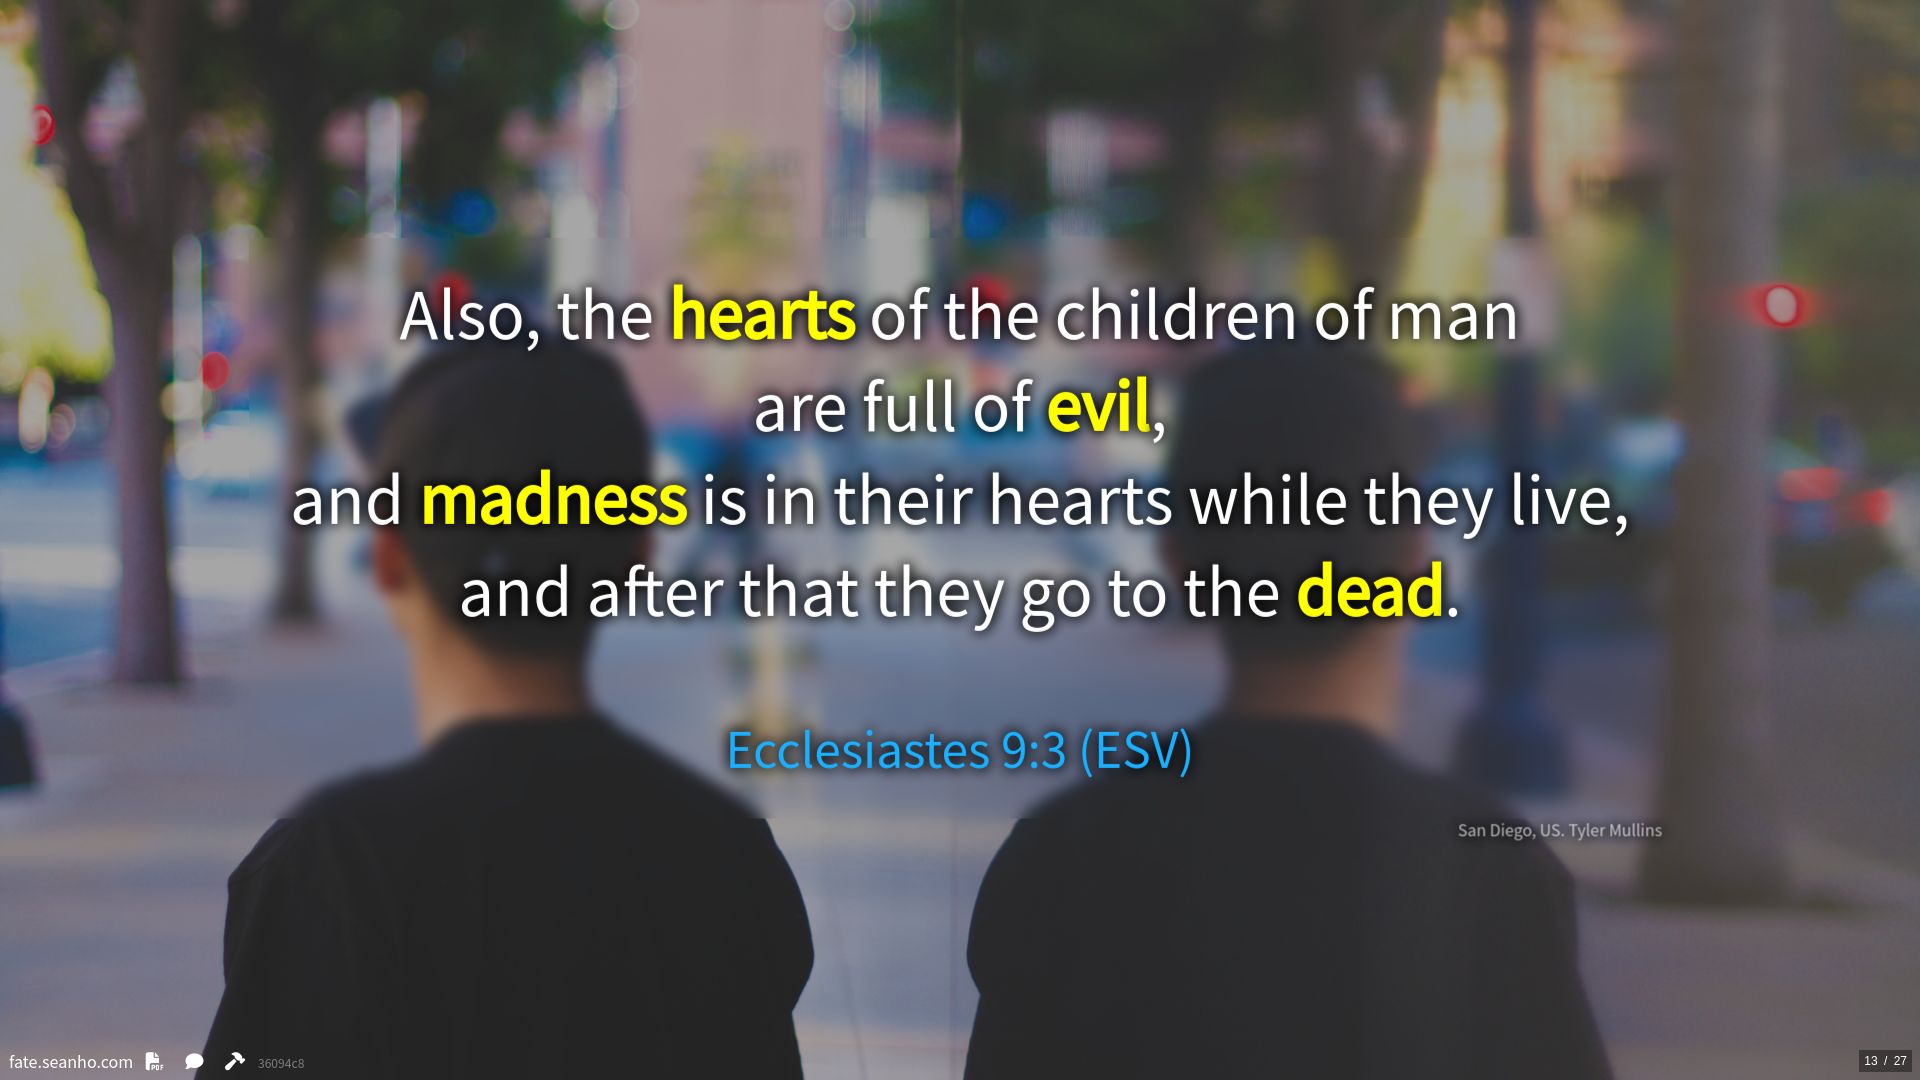 Also, the hearts of the children of man
are full of evil,
and madness is in their hearts while they live,
and after that they go to the dead.
Ecclesiastes 9:3 (ESV)
San Diego, US. Tyler Mullins
fate.seanho.com PDF 36094c8
13 / 27